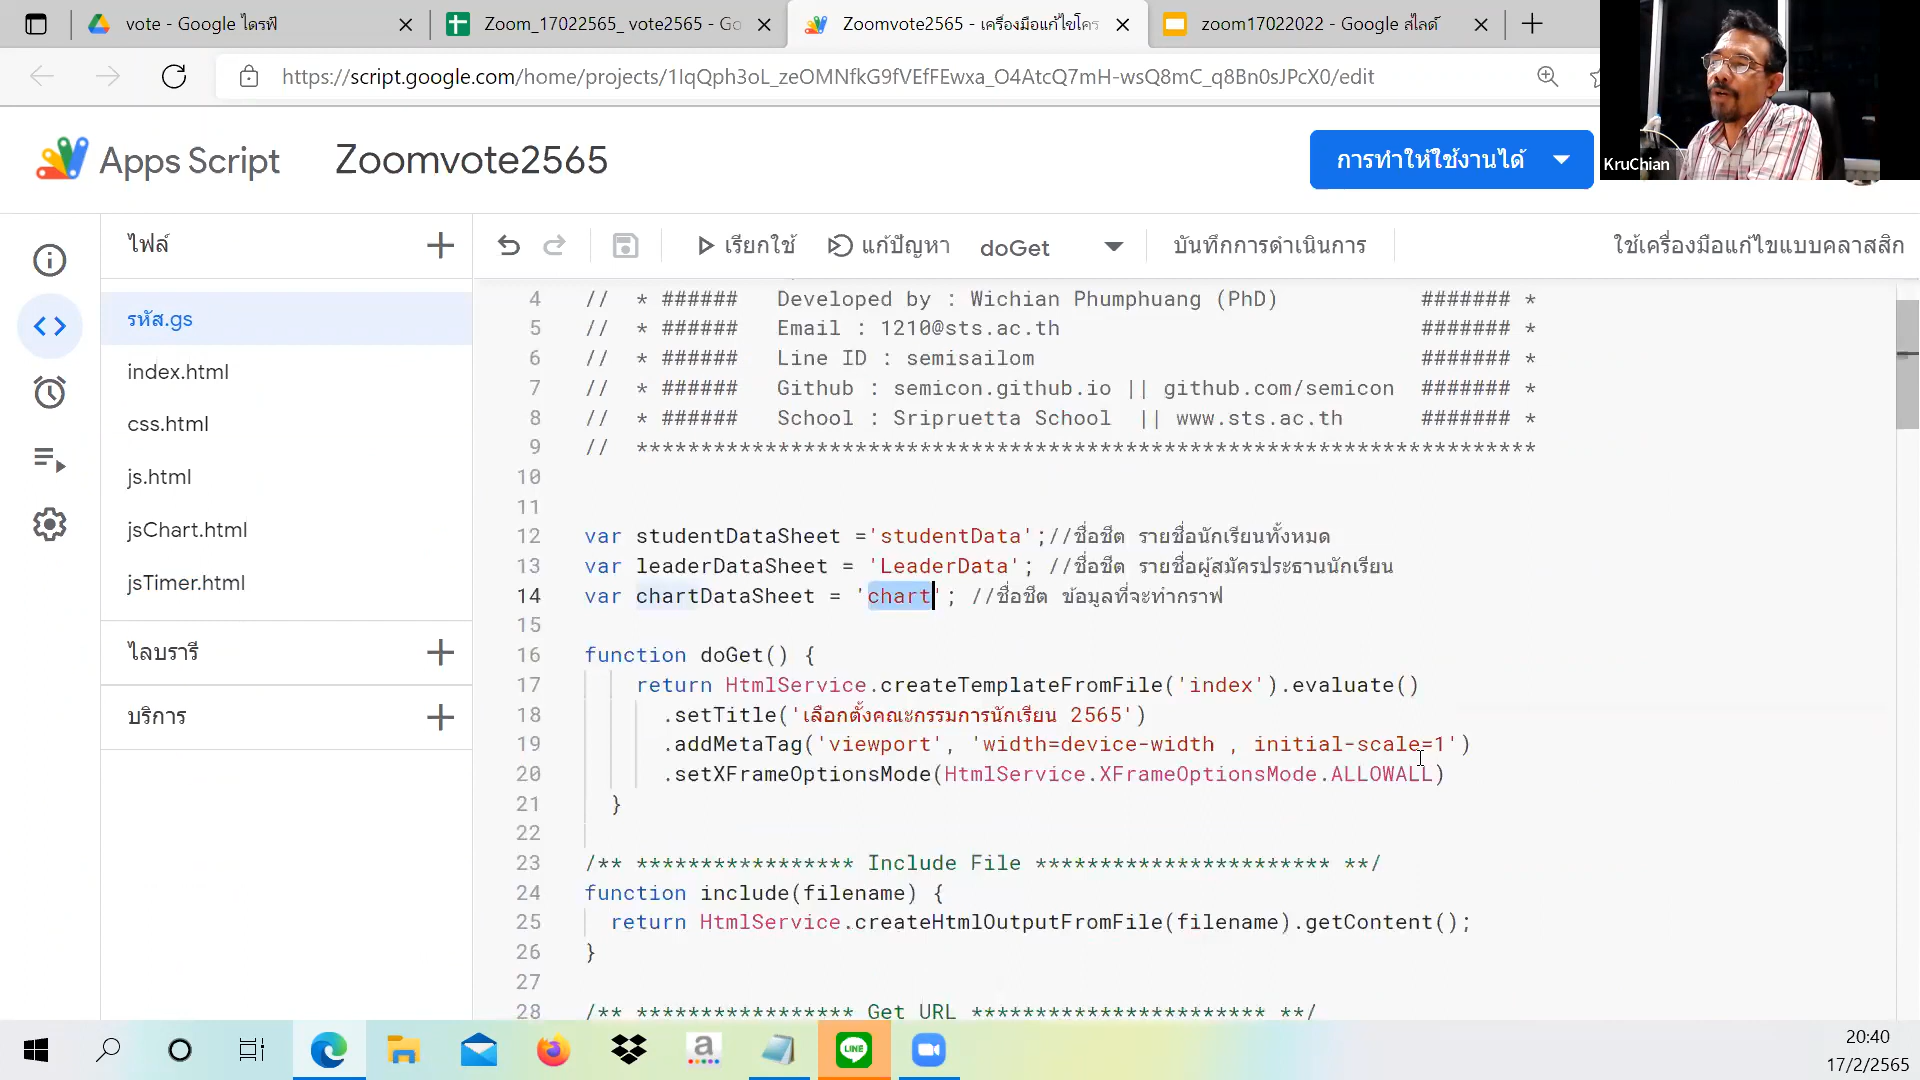 vote - Google ไดรฟ์
Zoom_17022565_ vote2565 - Go
Zoomvote2565 - เครื่องมือแก้ไขโคร
zoom17022022 - Google สไลด์
https://script.google.com/home/projects/1IqQph3oL_zeOMNfkG9fVEfFEwxa_O4AtcQ7mH-wsQ8mC_q8Bn0sJPcX0/edit
Apps Script
Zoomvote2565
การทำให้ใช้งานได้
KruChian
ไฟล์
เรียกใช้
แก้ปัญหา
doGet
บันทึกการดำเนินการ
ใช้เครื่องมือแก้ไขแบบคลาสสิก
รหัส.gs
index.html
css.html
js.html
jsChart.html
jsTimer.html
ไลบรารี
บริการ
4 // * ###### Developed by : Wichian Phumphuang (PhD) ####### *
5 // * ###### Email : 1210@sts.ac.th ####### *
6 // * ###### Line ID : semisailom ####### *
7 // * ###### Github : semicon.github.io || github.com/semicon ####### *
8 // * ###### School : Sripruetta School || www.sts.ac.th ####### *
9 // **********************************************************************
10
11
12 var studentDataSheet ='studentData';//ชื่อชีต รายชื่อนักเรียนทั้งหมด
13 var leaderDataSheet = 'LeaderData'; //ชื่อชีต รายชื่อผู้สมัครประธานนักเรียน
14 var chartDataSheet = 'chart'; //ชื่อชีต ข้อมูลที่จะทำกราฟ
15
16 function doGet() {
17 return HtmlService.createTemplateFromFile('index').evaluate()
18 .setTitle('เลือกตั้งคณะกรรมการนักเรียน 2565')
19 .addMetaTag('viewport', 'width=device-width , initial-scale=1')
20 .setXFrameOptionsMode(HtmlService.XFrameOptionsMode.ALLOWALL)
21 }
22
23 /** ***************** Include File *********************** **/
24 function include(filename) {
25 return HtmlService.createHtmlOutputFromFile(filename).getContent();
26 }
27
28 /** ***************** Get URL *********************** **/
LINE
20:40
17/2/2565